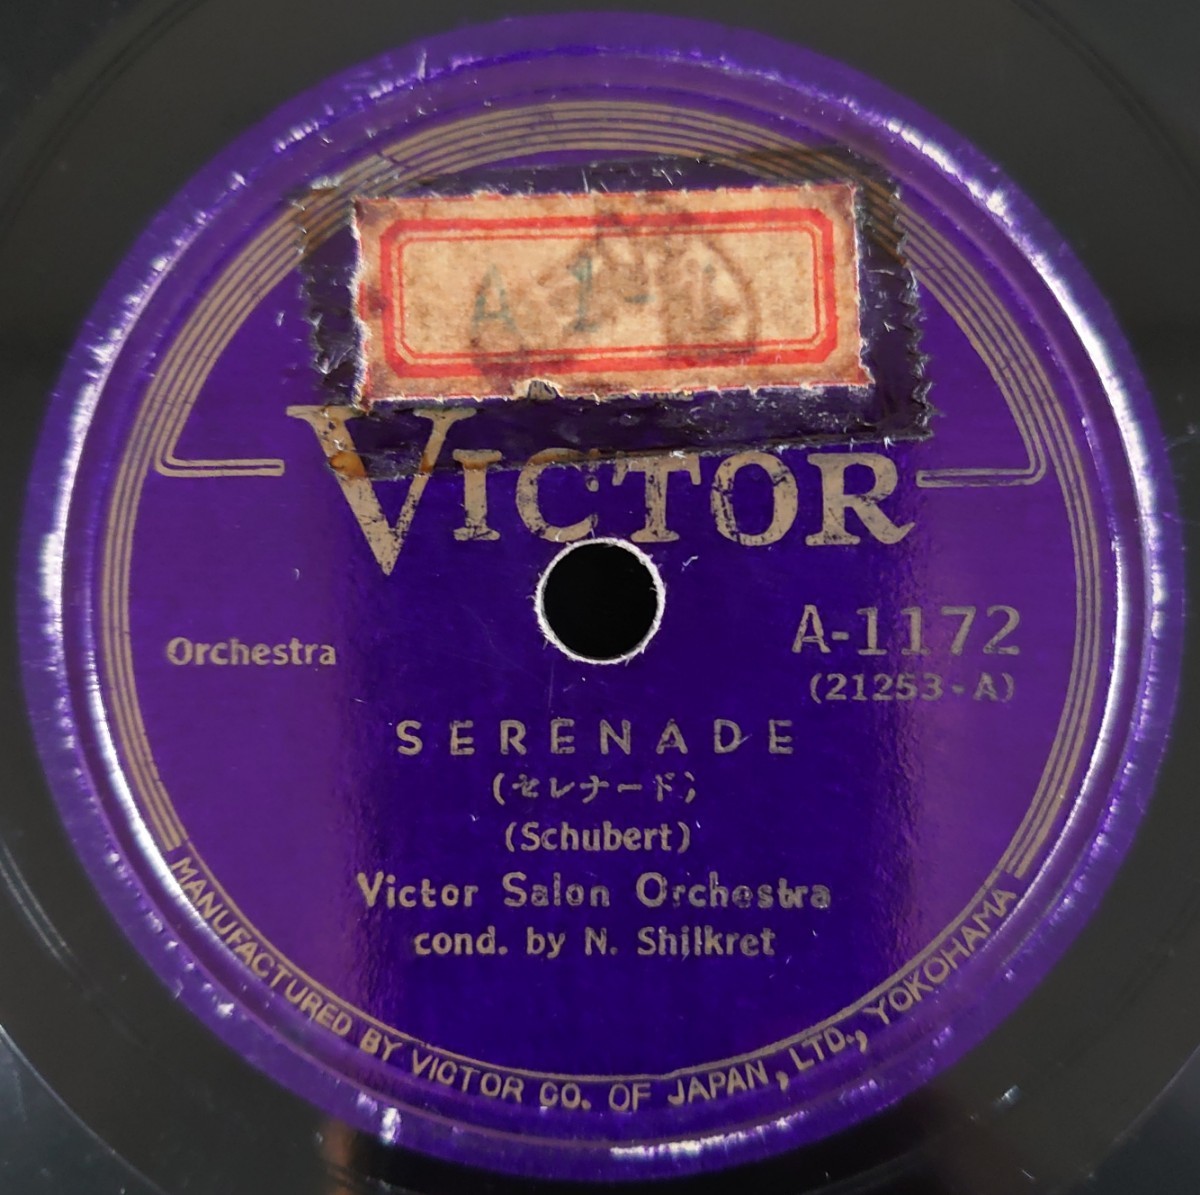 A 1
VICTOR
Orchestra
A-1172
(21253-A)
SERENADE
(セレナード)
(Schubert)
Victor Salon Orchestra
cond. by N. Shilkret
MANUFACTURED BY VICTOR CO. OF JAPAN, LTD., YOKOHAMA